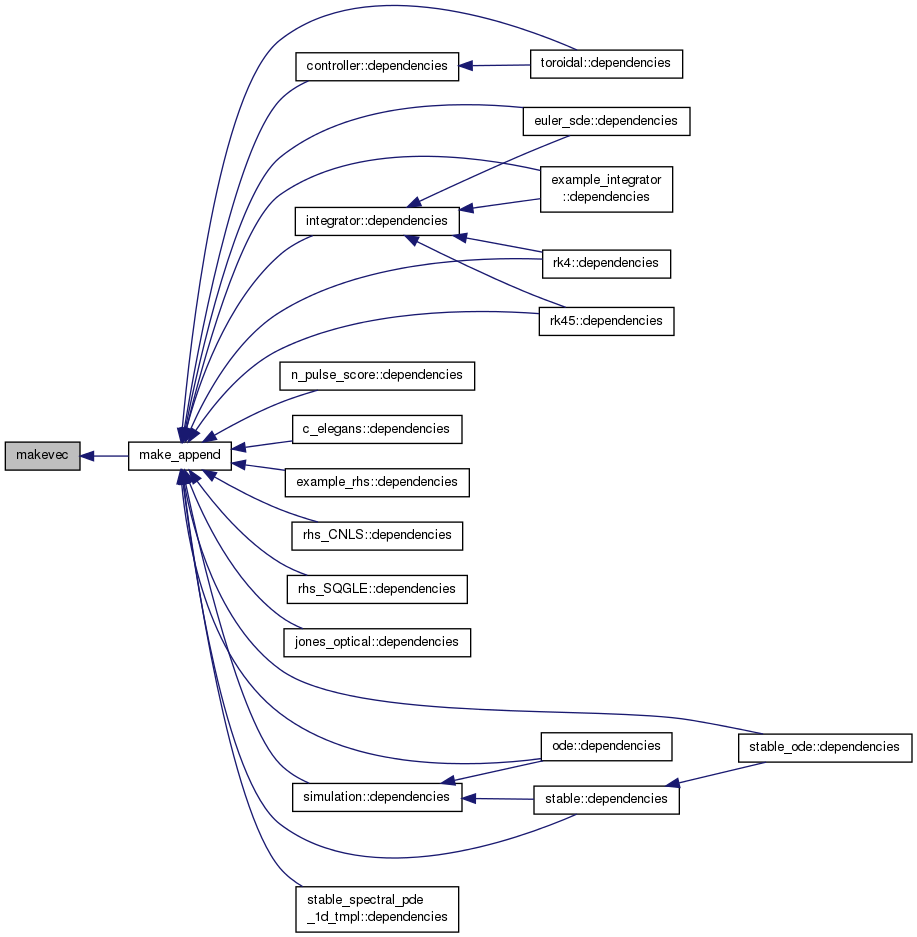 controller::dependencies
toroidal::dependencies
euler_sde::dependencies
example_integrator
::dependencies
integrator::dependencies
rk4::dependencies
rk45::dependencies
n_pulse_score::dependencies
c_elegans::dependencies
makevec
make_append
example_rhs::dependencies
rhs_CNLS::dependencies
rhs_SQGLE::dependencies
jones_optical::dependencies
ode::dependencies
stable_ode::dependencies
simulation::dependencies
stable::dependencies
stable_spectral_pde
_1d_tmpl::dependencies